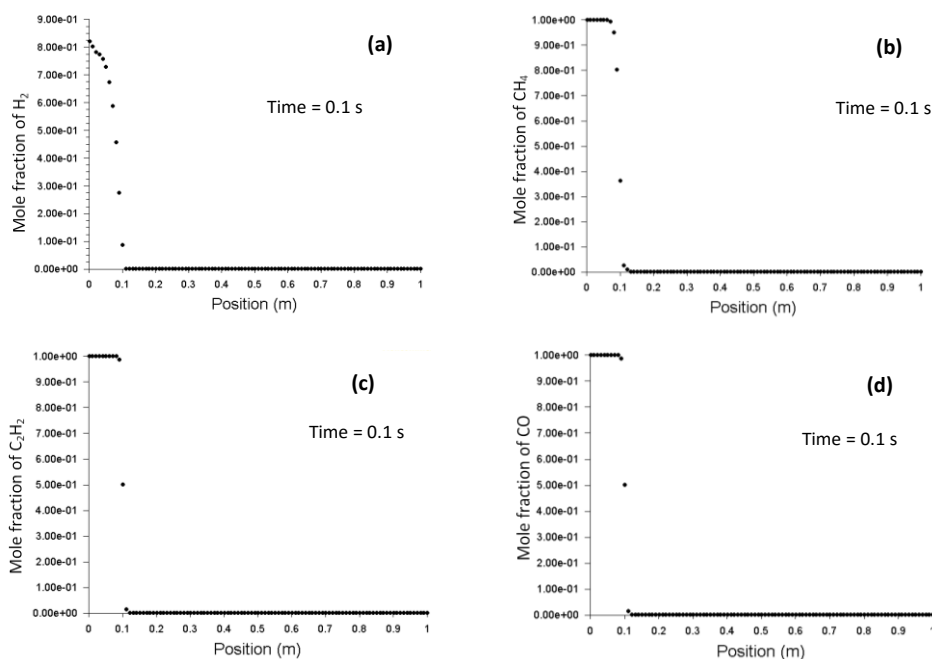 (a)
Time = 0.1 s
Mole fraction of H₂
9.00e-01
8.00e-01
7.00e-01
6.00e-01
5.00e-01
4.00e-01
3.00e-01
2.00e-01
1.00e-01
0.00e+00
0 0.1 0.2 0.3 0.4 0.5 0.6 0.7 0.8 0.9 1
Position (m)
(b)
Time = 0.1 s
Mole fraction of CH₄
1.00e+00
9.00e-01
8.00e-01
7.00e-01
6.00e-01
5.00e-01
4.00e-01
3.00e-01
2.00e-01
1.00e-01
0.00e+00
0 0.1 0.2 0.3 0.4 0.5 0.6 0.7 0.8 0.9 1
Position (m)
(c)
Time = 0.1 s
Mole fraction of C₂H₂
1.00e+00
9.00e-01
8.00e-01
7.00e-01
6.00e-01
5.00e-01
4.00e-01
3.00e-01
2.00e-01
1.00e-01
0.00e+00
0 0.1 0.2 0.3 0.4 0.5 0.6 0.7 0.8 0.9 1
Position (m)
(d)
Time = 0.1 s
Mole fraction of CO
1.00e+00
9.00e-01
8.00e-01
7.00e-01
6.00e-01
5.00e-01
4.00e-01
3.00e-01
2.00e-01
1.00e-01
0.00e+00
0 0.1 0.2 0.3 0.4 0.5 0.6 0.7 0.8 0.9 1
Position (m)